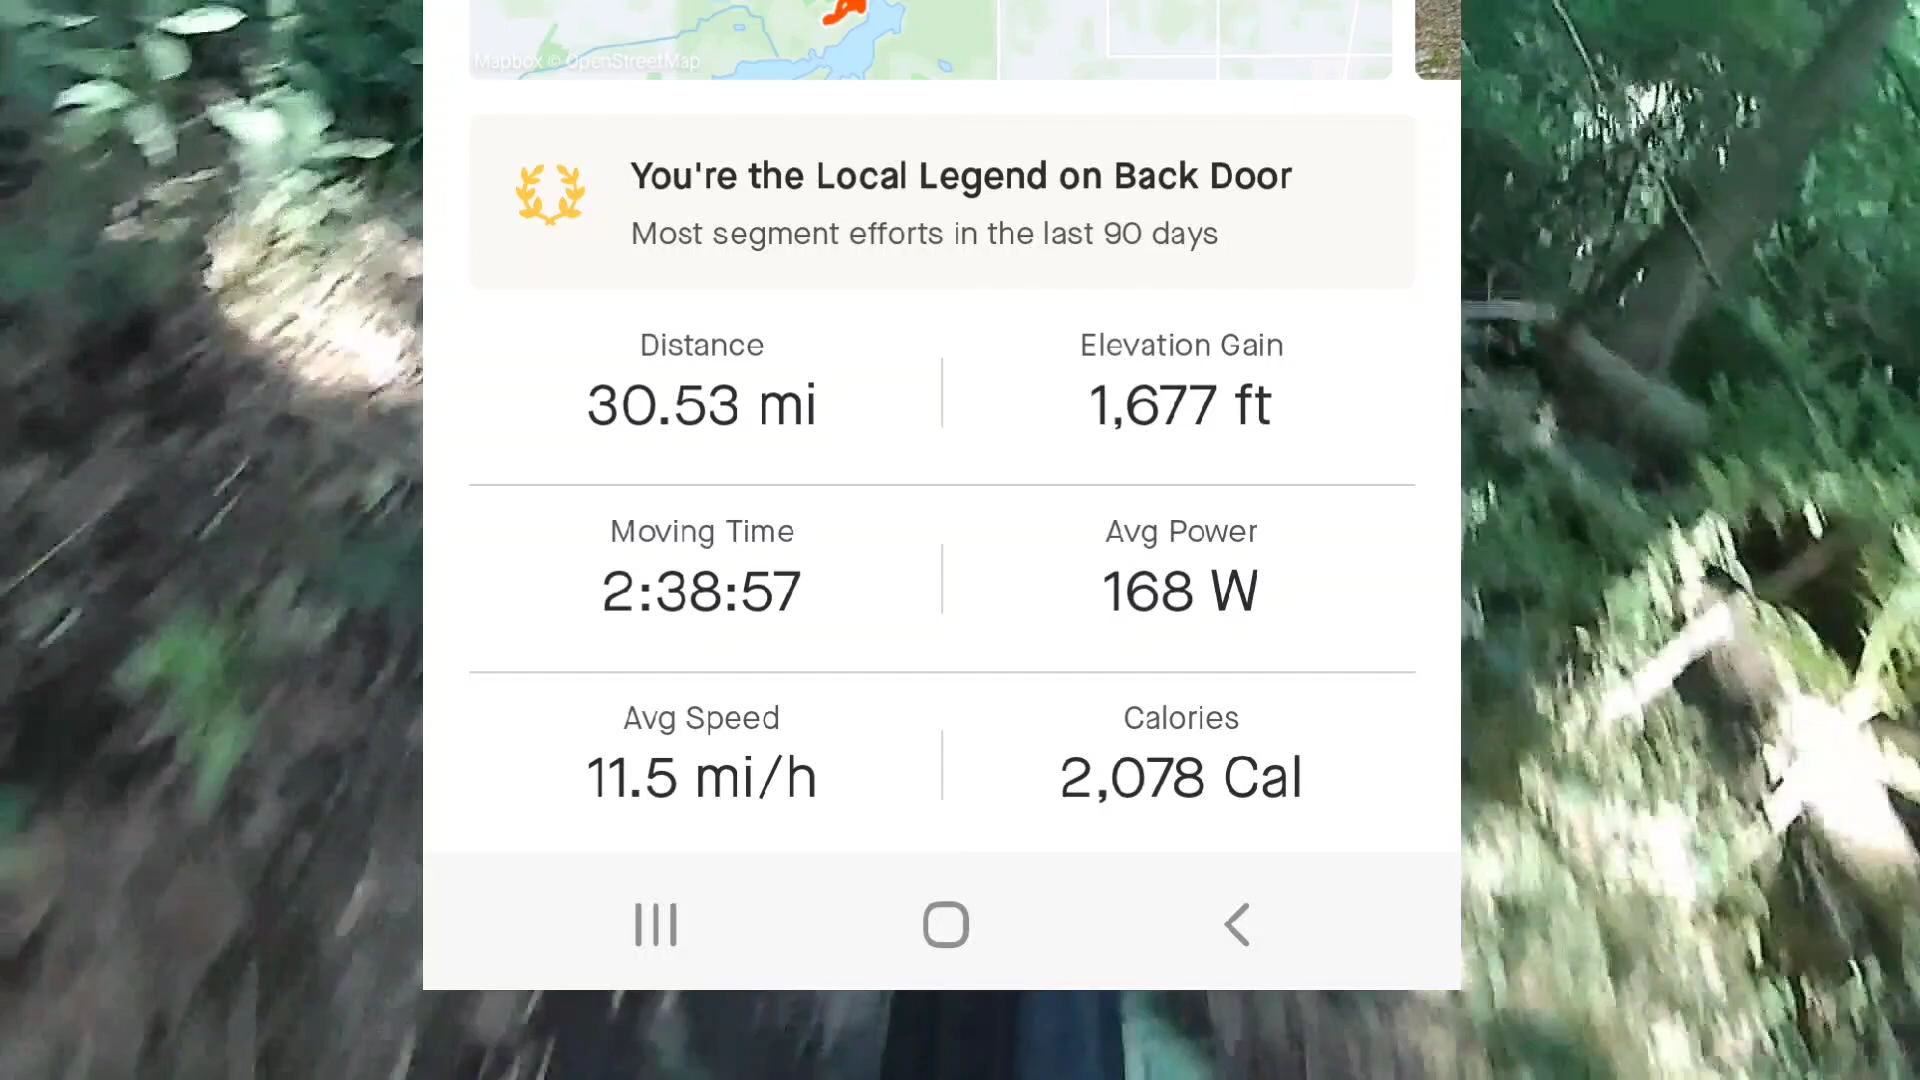 Mapbox © OpenStreetMap
You're the Local Legend on Back Door
Most segment efforts in the last 90 days
Distance
30.53 mi
Elevation Gain
1,677 ft
Moving Time
2:38:57
Avg Power
168 W
Avg Speed
11.5 mi/h
Calories
2,078 Cal